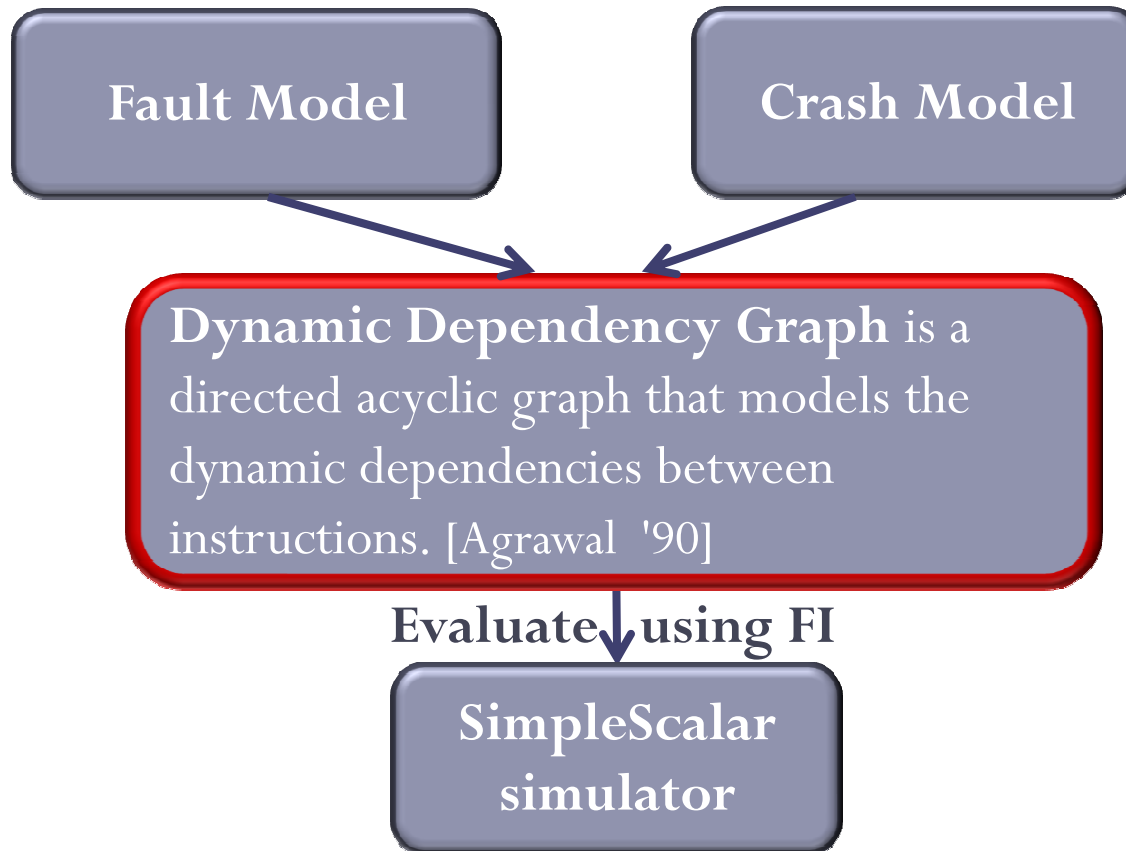 Fault Model
Crash Model
Dynamic Dependency Graph is a
directed acyclic graph that models the
dynamic dependencies between
instructions. [Agrawal '90]
Evaluate using FI
SimpleScalar
simulator